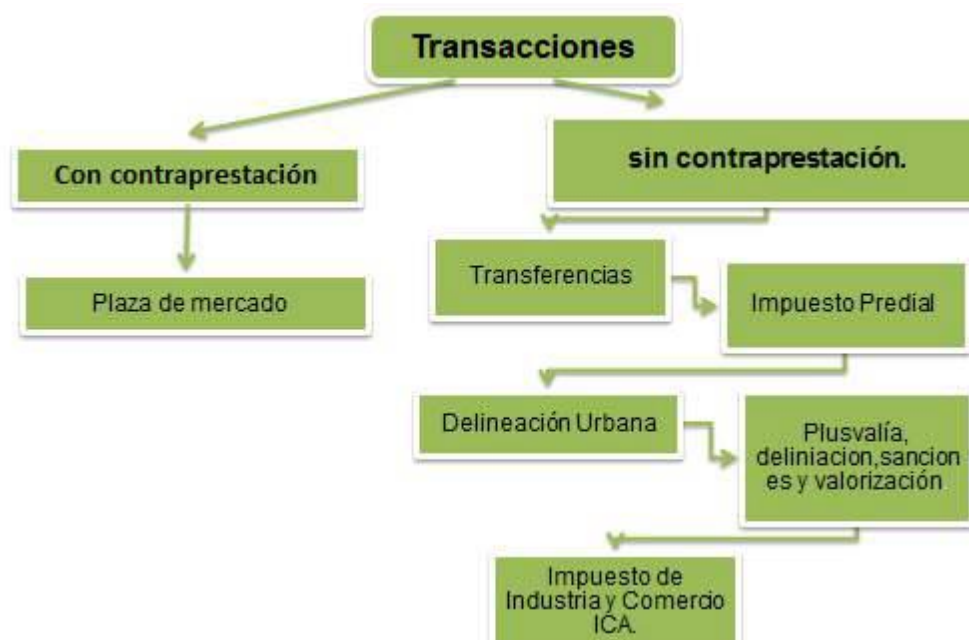 Transacciones
Con contraprestación
sin contraprestación.
Plaza de mercado
Transferencias
Impuesto Predial
Delineación Urbana
Plusvalía,
deliniacion,sancion
es y valorización
Impuesto de
Industria y Comercio
ICA.